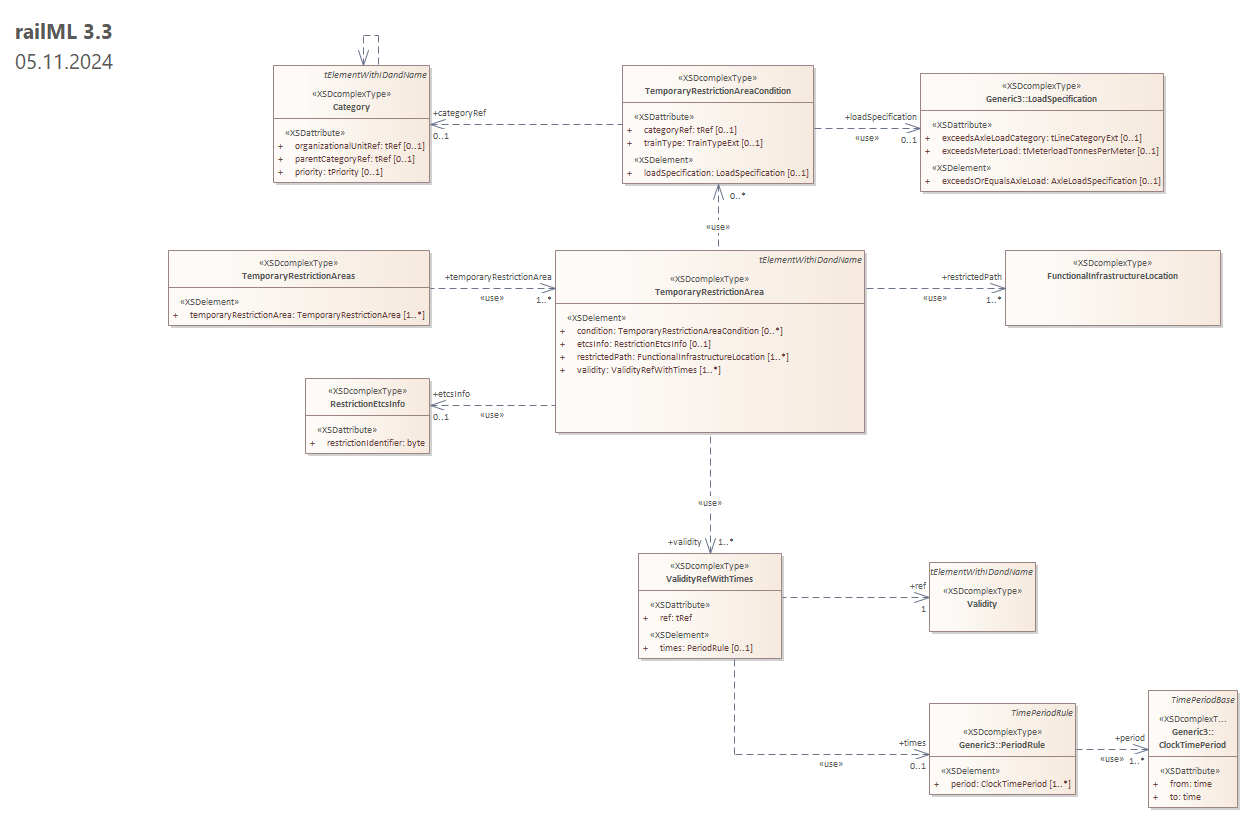 railML 3.3
05.11.2024
tElementWithIDandName
«XSDcomplexType»
Category
«XSDattribute»
+ organizationalUnitRef: tRef [0..1]
+ parentCategoryRef: tRef [0..1]
+ priority: tPriority [0..1]
+categoryRef
0..1
«XSDcomplexType»
TemporaryRestrictionAreaCondition
«XSDattribute»
+ categoryRef: tRef [0..1]
+ trainType: TrainTypeExt [0..1]
«XSDelement»
+ loadSpecification: LoadSpecification [0..1]
+loadSpecification
«use»
0..1
«XSDcomplexType»
Generic3::LoadSpecification
«XSDattribute»
+ exceedsAxleLoadCategory: tLineCategoryExt [0..1]
+ exceedsMeterLoad: tMeterloadTonnesPerMeter [0..1]
«XSDelement»
+ exceedsOrEqualsAxleLoad: AxleLoadSpecification [0..1]
0..*
«use»
«XSDcomplexType»
TemporaryRestrictionAreas
«XSDelement»
+ temporaryRestrictionArea: TemporaryRestrictionArea [1..*]
+temporaryRestrictionArea
«use»
1..*
tElementWithIDandName
«XSDcomplexType»
TemporaryRestrictionArea
«XSDelement»
+ condition: TemporaryRestrictionAreaCondition [0..*]
+ etcsInfo: RestrictionEtcsInfo [0..1]
+ restrictedPath: FunctionalInfrastructureLocation [1..*]
+ validity: ValidityRefWithTimes [1..*]
+restrictedPath
«use»
1..*
«XSDcomplexType»
FunctionalInfrastructureLocation
«XSDcomplexType»
RestrictionEtcsInfo
«XSDattribute»
+ restrictionIdentifier: byte
+etcsInfo
0..1
«use»
«use»
+validity
1..*
«XSDcomplexType»
ValidityRefWithTimes
«XSDattribute»
+ ref: tRef
«XSDelement»
+ times: PeriodRule [0..1]
+ref
1
tElementWithIDandName
«XSDcomplexType»
Validity
+times
«use»
0..1
TimePeriodRule
«XSDcomplexType»
Generic3::PeriodRule
«XSDelement»
+ period: ClockTimePeriod [1..*]
+period
«use»
1..*
TimePeriodBase
«XSDcomplexT...
Generic3::
ClockTimePeriod
«XSDattribute»
+ from: time
+ to: time